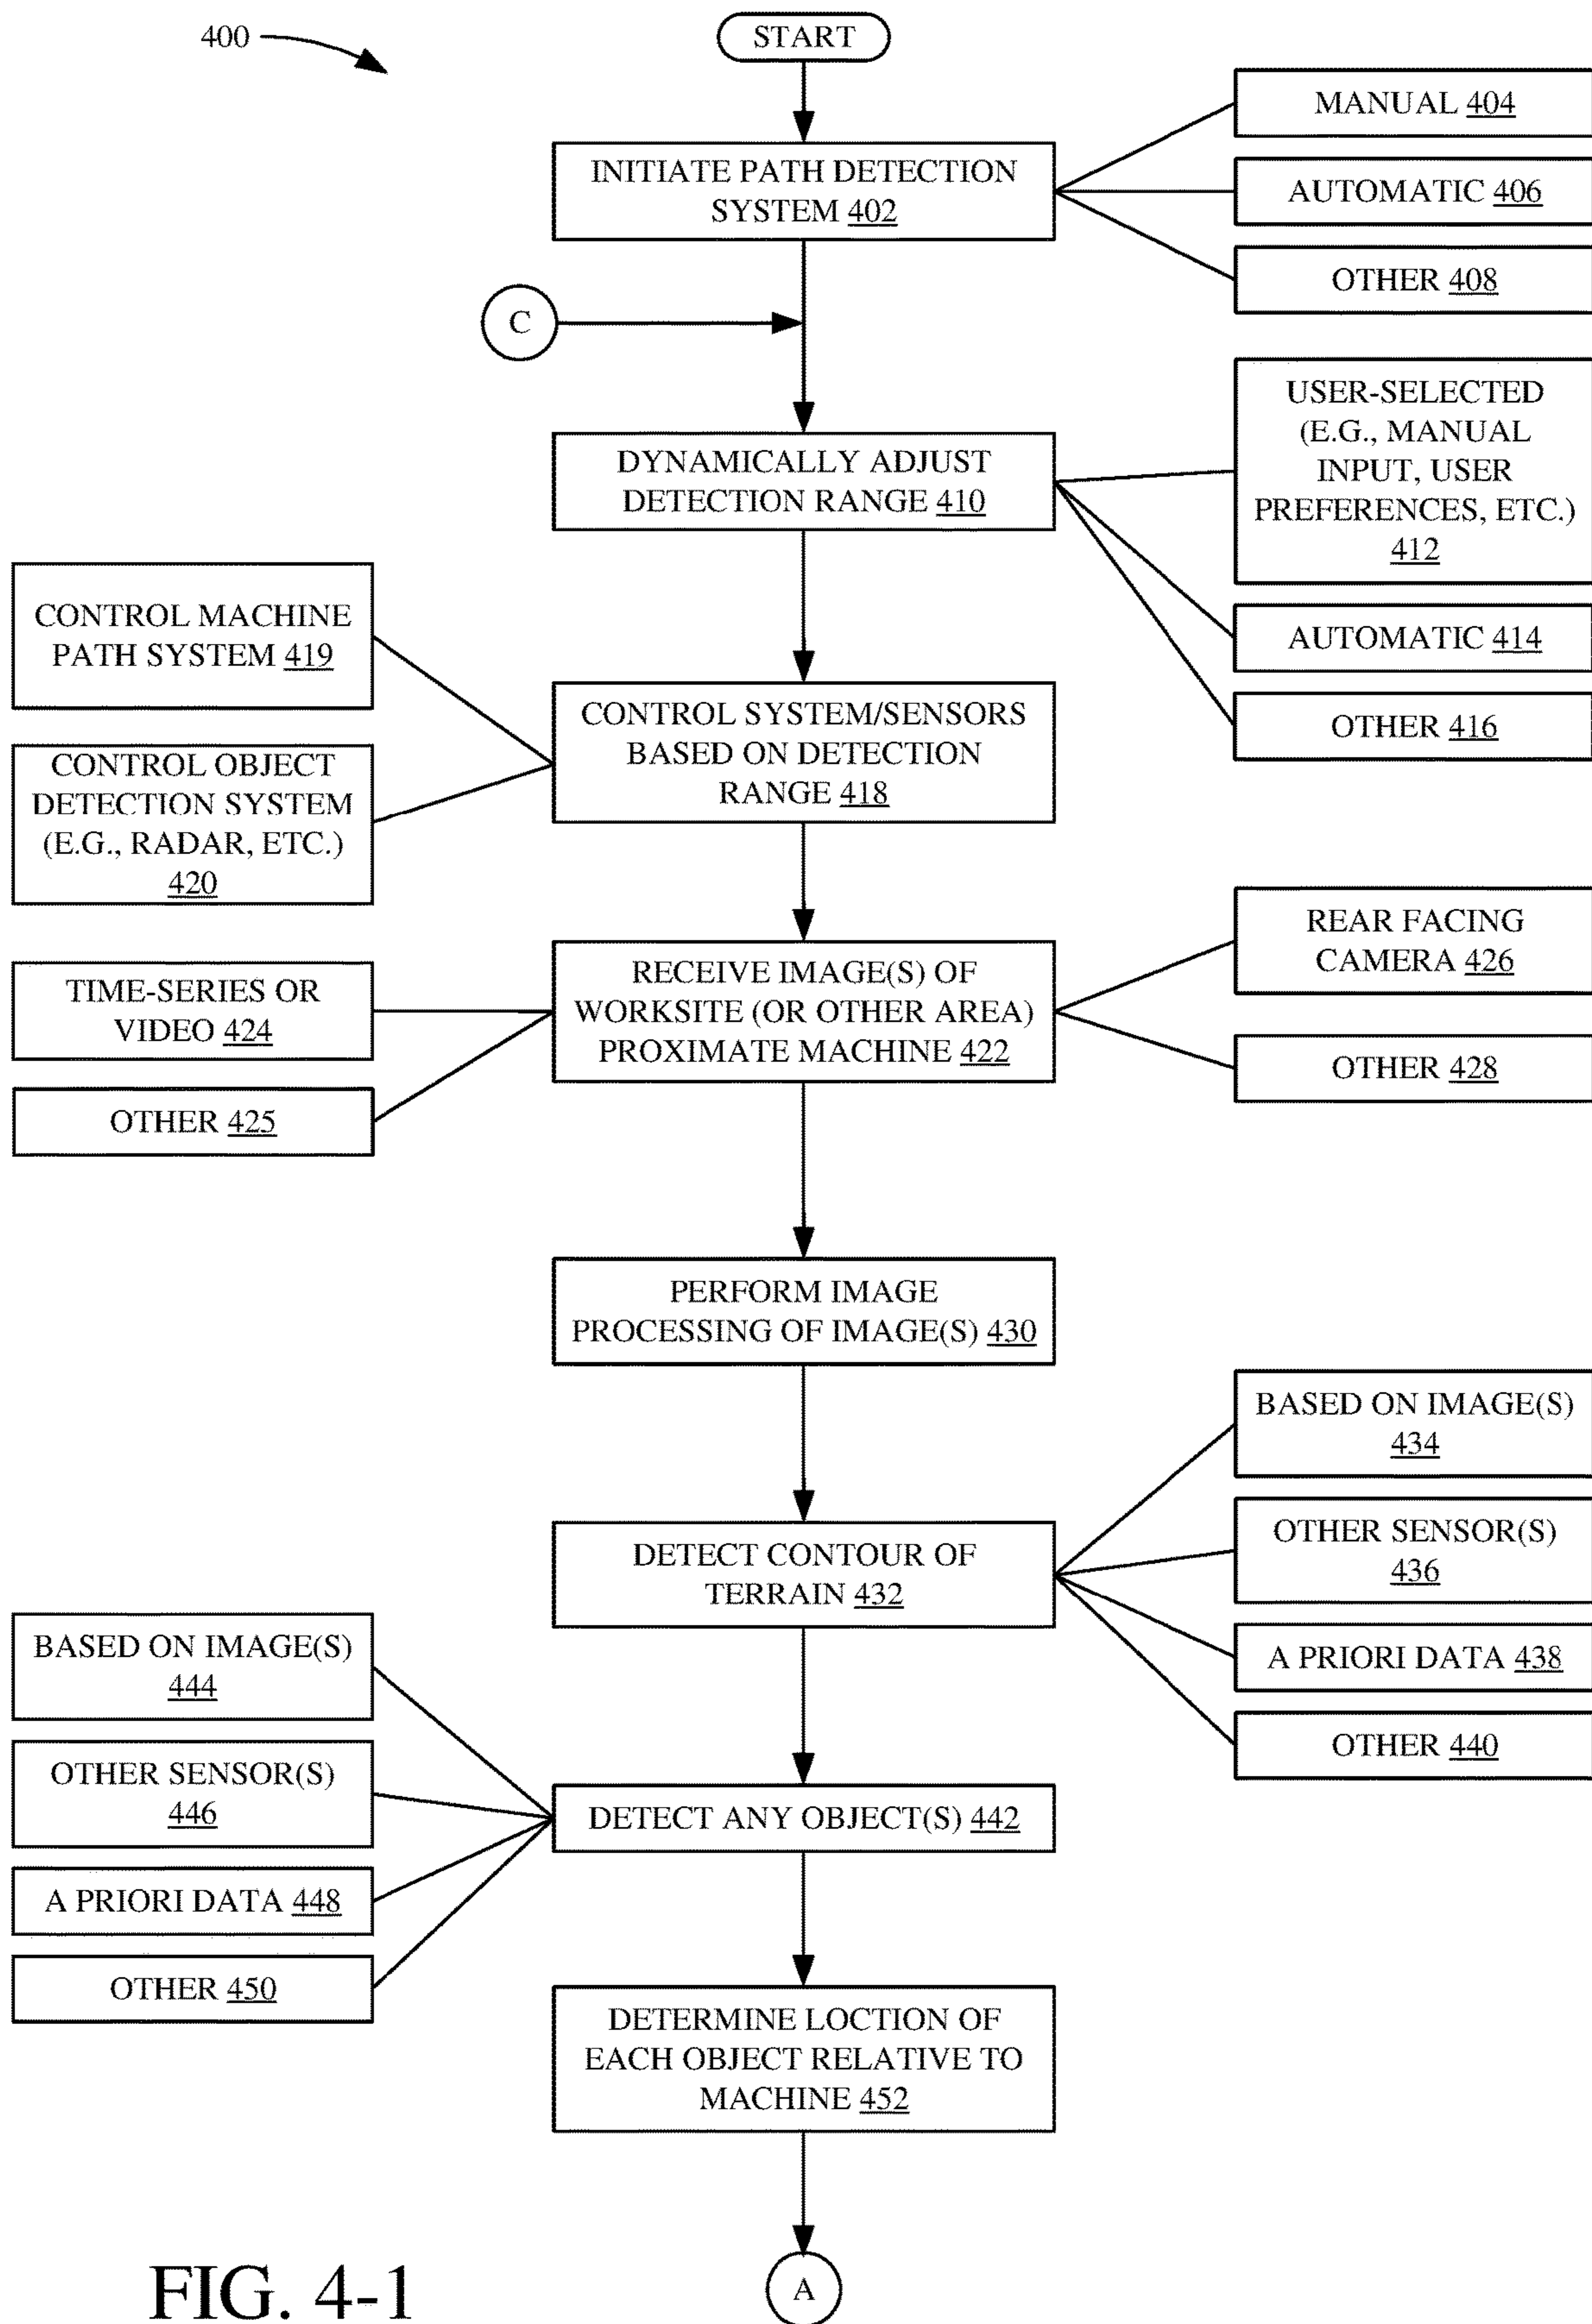 400
START
INITIATE PATH DETECTION
SYSTEM 402
MANUAL 404
AUTOMATIC 406
OTHER 408
C
DYNAMICALLY ADJUST
DETECTION RANGE 410
USER-SELECTED
(E.G., MANUAL
INPUT, USER
PREFERENCES, ETC.)
412
AUTOMATIC 414
OTHER 416
CONTROL MACHINE
PATH SYSTEM 419
CONTROL OBJECT
DETECTION SYSTEM
(E.G., RADAR, ETC.)
420
CONTROL SYSTEM/SENSORS
BASED ON DETECTION
RANGE 418
TIME-SERIES OR
VIDEO 424
OTHER 425
RECEIVE IMAGE(S) OF
WORKSITE (OR OTHER AREA)
PROXIMATE MACHINE 422
REAR FACING
CAMERA 426
OTHER 428
PERFORM IMAGE
PROCESSING OF IMAGE(S) 430
DETECT CONTOUR OF
TERRAIN 432
BASED ON IMAGE(S)
434
OTHER SENSOR(S)
436
A PRIORI DATA 438
OTHER 440
BASED ON IMAGE(S)
444
OTHER SENSOR(S)
446
A PRIORI DATA 448
OTHER 450
DETECT ANY OBJECT(S) 442
DETERMINE LOCTION OF
EACH OBJECT RELATIVE TO
MACHINE 452
A
FIG. 4-1